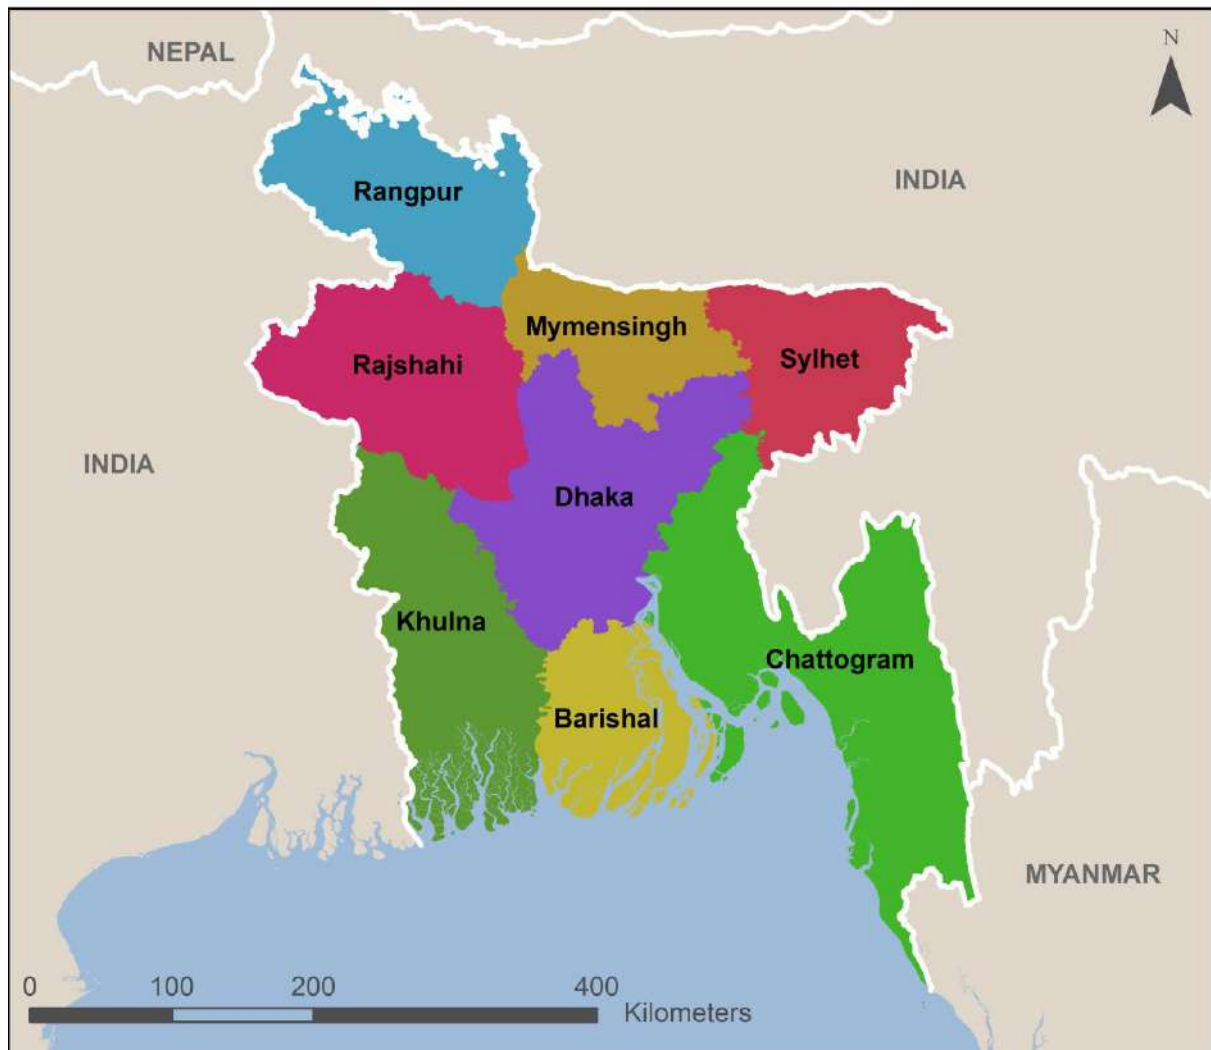 NEPAL
N
INDIA
Rangpur
Mymensingh
Sylhet
Rajshahi
INDIA
Dhaka
Khulna
Chattogram
Barishal
MYANMAR
0 100 200 400
Kilometers